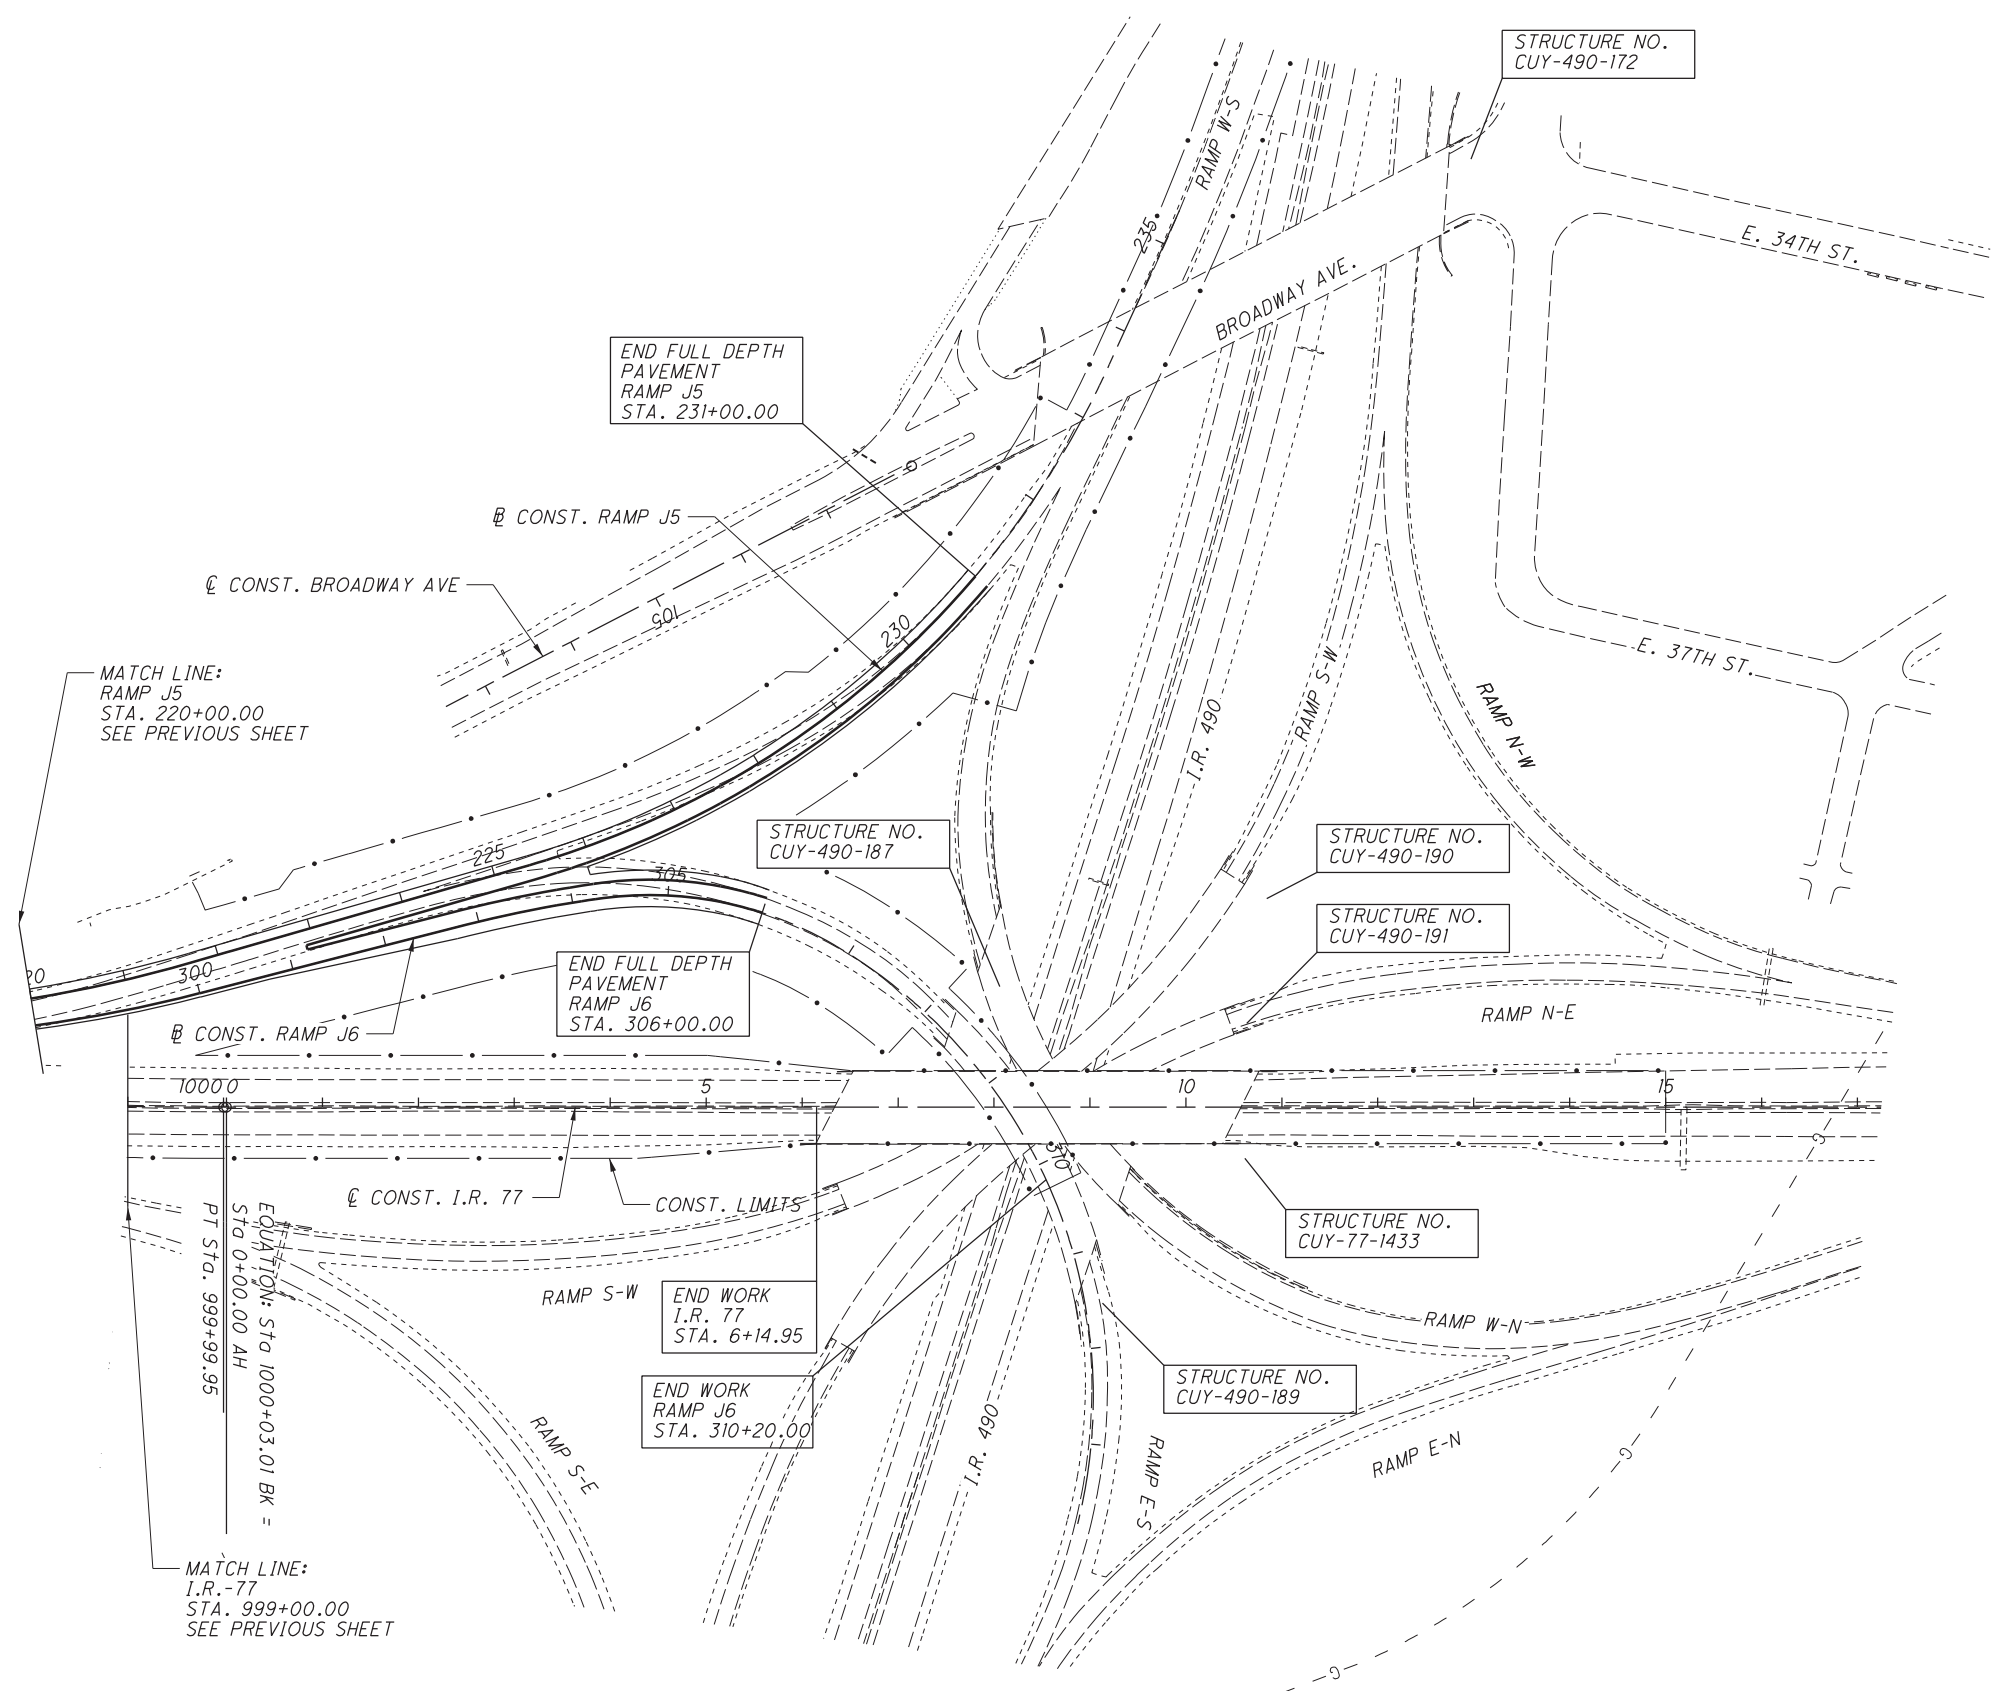 STRUCTURE NO.
CUY-490-172
RAMP W-S
235
E. 34TH ST.
BROADWAY AVE.
END FULL DEPTH
PAVEMENT
RAMP J5
STA. 231+00.00
℄ CONST. RAMP J5
℄ CONST. BROADWAY AVE
105
230
E. 37TH ST.
MATCH LINE:
RAMP J5
STA. 220+00.00
SEE PREVIOUS SHEET
RAMP S-W
RAMP N-W
I.R. 490
STRUCTURE NO.
CUY-490-187
STRUCTURE NO.
CUY-490-190
225
305
STRUCTURE NO.
CUY-490-191
20
300
END FULL DEPTH
PAVEMENT
RAMP J6
STA. 306+00.00
RAMP N-E
℄ CONST. RAMP J6
1000 0
5
10
15
G
310
℄ CONST. I.R. 77
CONST. LIMITS
EQUATION: Sta 1000+03.01 BK =
Sta 0+00.00 AH
PT Sta. 999+99.95
STRUCTURE NO.
CUY-77-1433
RAMP S-W
END WORK
I.R. 77
STA. 6+14.95
RAMP W-N
END WORK
RAMP J6
STA. 310+20.00
STRUCTURE NO.
CUY-490-189
RAMP S-E
I.R. 490
RAMP E-S
RAMP E-N
G
MATCH LINE:
I.R.-77
STA. 999+00.00
SEE PREVIOUS SHEET
G